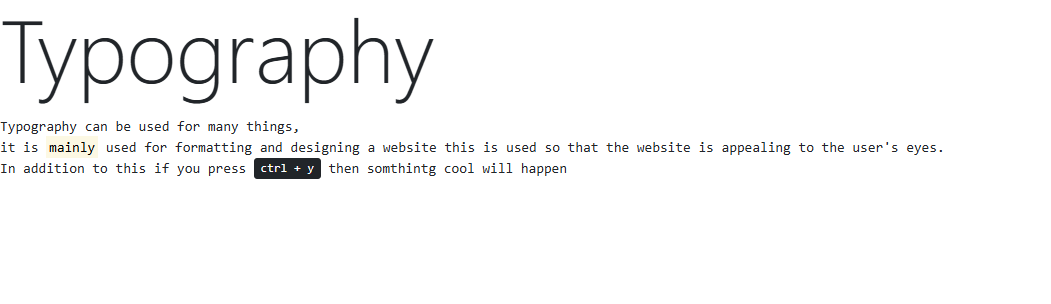 Typography
Typography can be used for many things,
it is mainly used for formatting and designing a website this is used so that the website is appealing to the user's eyes.
In addition to this if you press ctrl + y then somthintg cool will happen